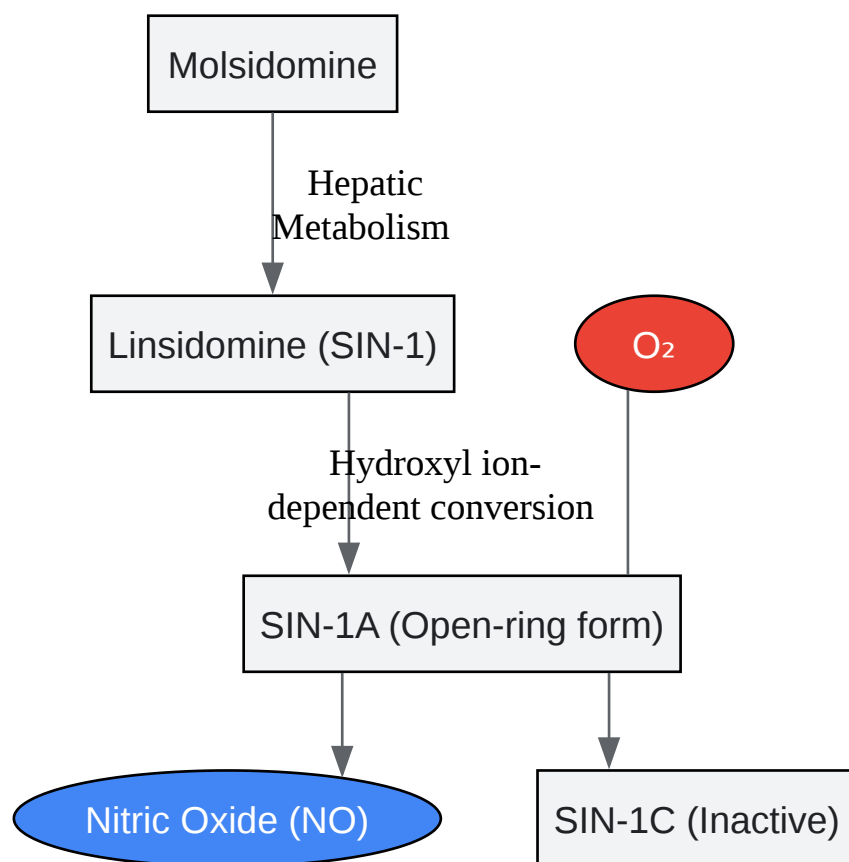 Molsidomine
Hepatic
Metabolism
Linsidomine (SIN-1)
O₂
Hydroxyl ion-
dependent conversion
SIN-1A (Open-ring form)
Nitric Oxide (NO)
SIN-1C (Inactive)